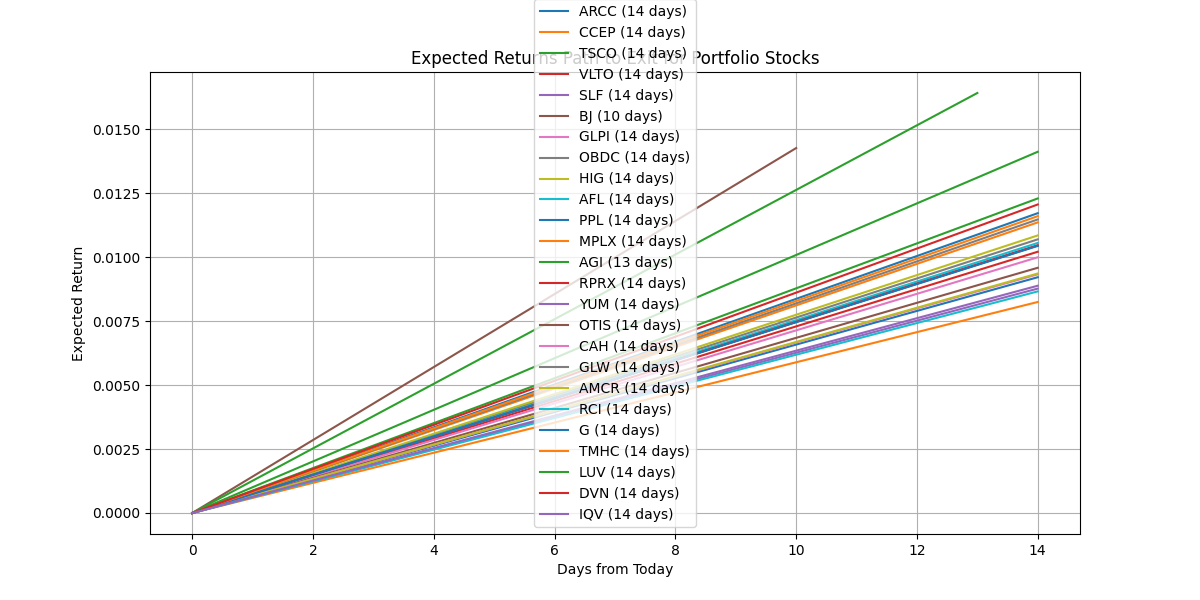 ARCC (14 days)
CCEP (14 days)
TSCO (14 days)
Expected Returns Path to Exit for Portfolio Stocks
VLTO (14 days)
SLF (14 days)
BJ (10 days)
GLPI (14 days)
OBDC (14 days)
HIG (14 days)
AFL (14 days)
PPL (14 days)
MPLX (14 days)
AGI (13 days)
RPRX (14 days)
YUM (14 days)
OTIS (14 days)
CAH (14 days)
GLW (14 days)
AMCR (14 days)
RCI (14 days)
G (14 days)
TMHC (14 days)
LUV (14 days)
DVN (14 days)
IQV (14 days)
Expected Return
0.0150
0.0125
0.0100
0.0075
0.0050
0.0025
0.0000
0 2 4 6 8 10 12 14
Days from Today